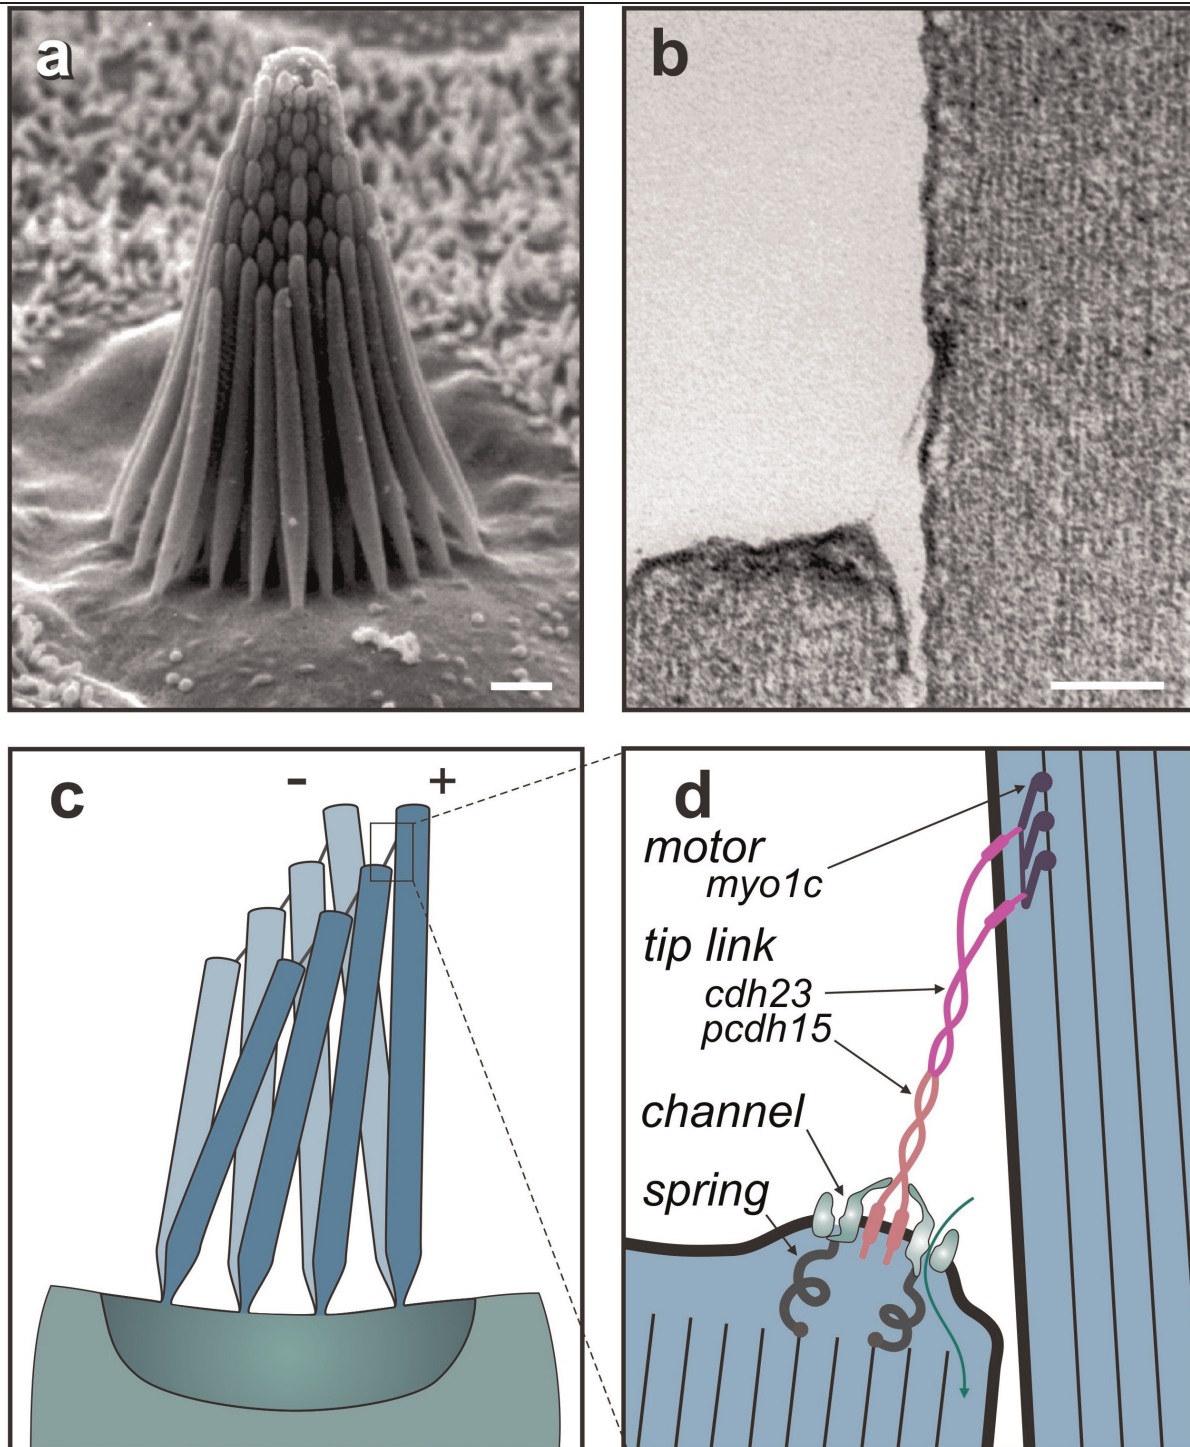 a
b
c
- +
d
motor
myo1c
tip link
cdh23
pcdh15
channel
spring